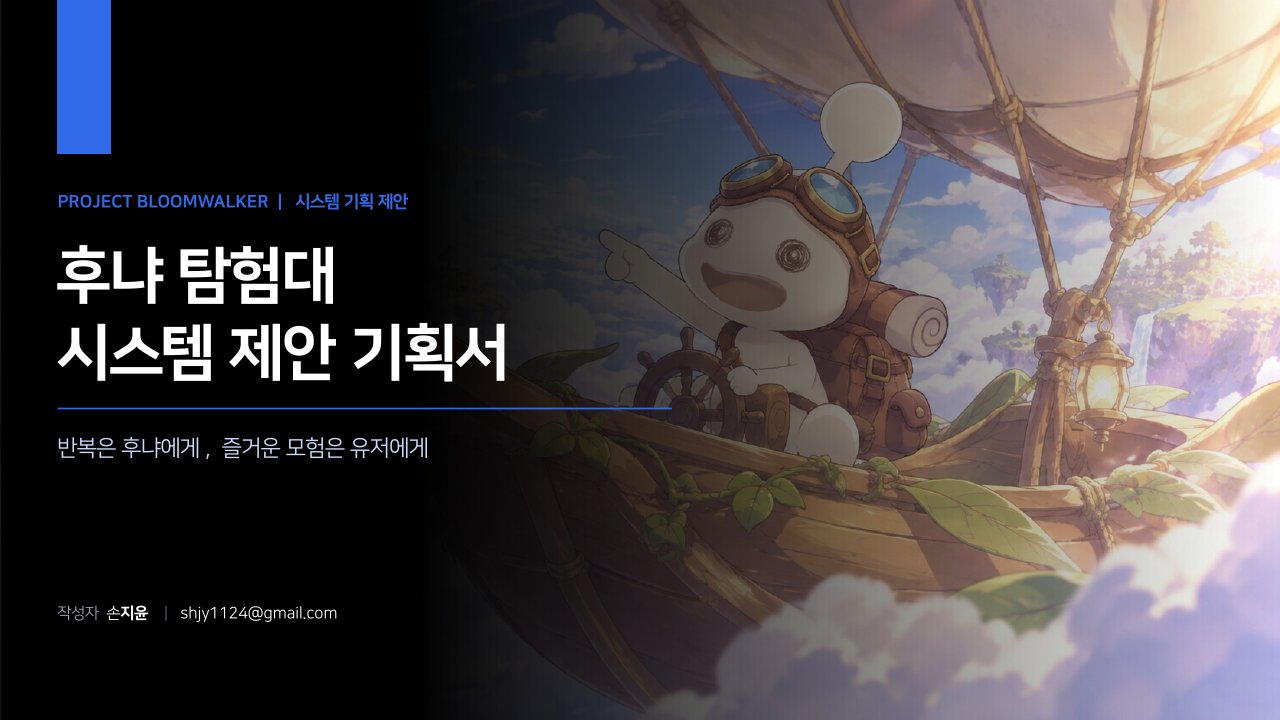 PROJECT BLOOMWALKER | 시스템 기획 제안
후냐 탐험대
시스템 제안 기획서
반복은 후냐에게 , 즐거운 모험은 유저에게
작성자 손지윤 | shjy1124@gmail.com